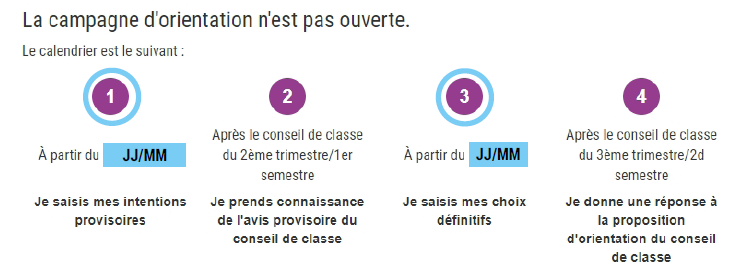 La campagne d'orientation n'est pas ouverte.
Le calendrier est le suivant :
1
À partir du JJ/MM
Je saisis mes intentions
provisoires
2
Après le conseil de classe
du 2ème trimestre/1er
semestre
Je prends connaissance
de l'avis provisoire du
conseil de classe
3
À partir du JJ/MM
Je saisis mes choix
définitifs
4
Après le conseil de classe
du 3ème trimestre/2d
semestre
Je donne une réponse à
la proposition
d'orientation du conseil
de classe